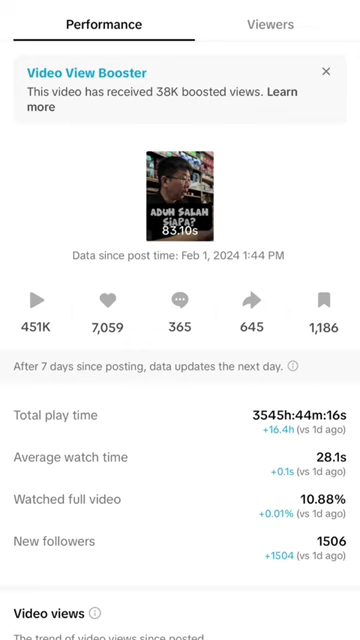 Performance
Viewers
Video View Booster
This video has received 38K boosted views. Learn
more
ADUH SALAH
SIAPA?
83.10s
Data since post time: Feb 1, 2024 1:44 PM
451K
7,059
365
645
1,186
After 7 days since posting, data updates the next day.
Total play time
3545h:44m:16s
+16.4h (vs 1d ago)
Average watch time
28.1s
+0.1s (vs 1d ago)
Watched full video
10.88%
+0.01% (vs 1d ago)
New followers
1506
+1504 (vs 1d ago)
Video views
The trend of video views since posted